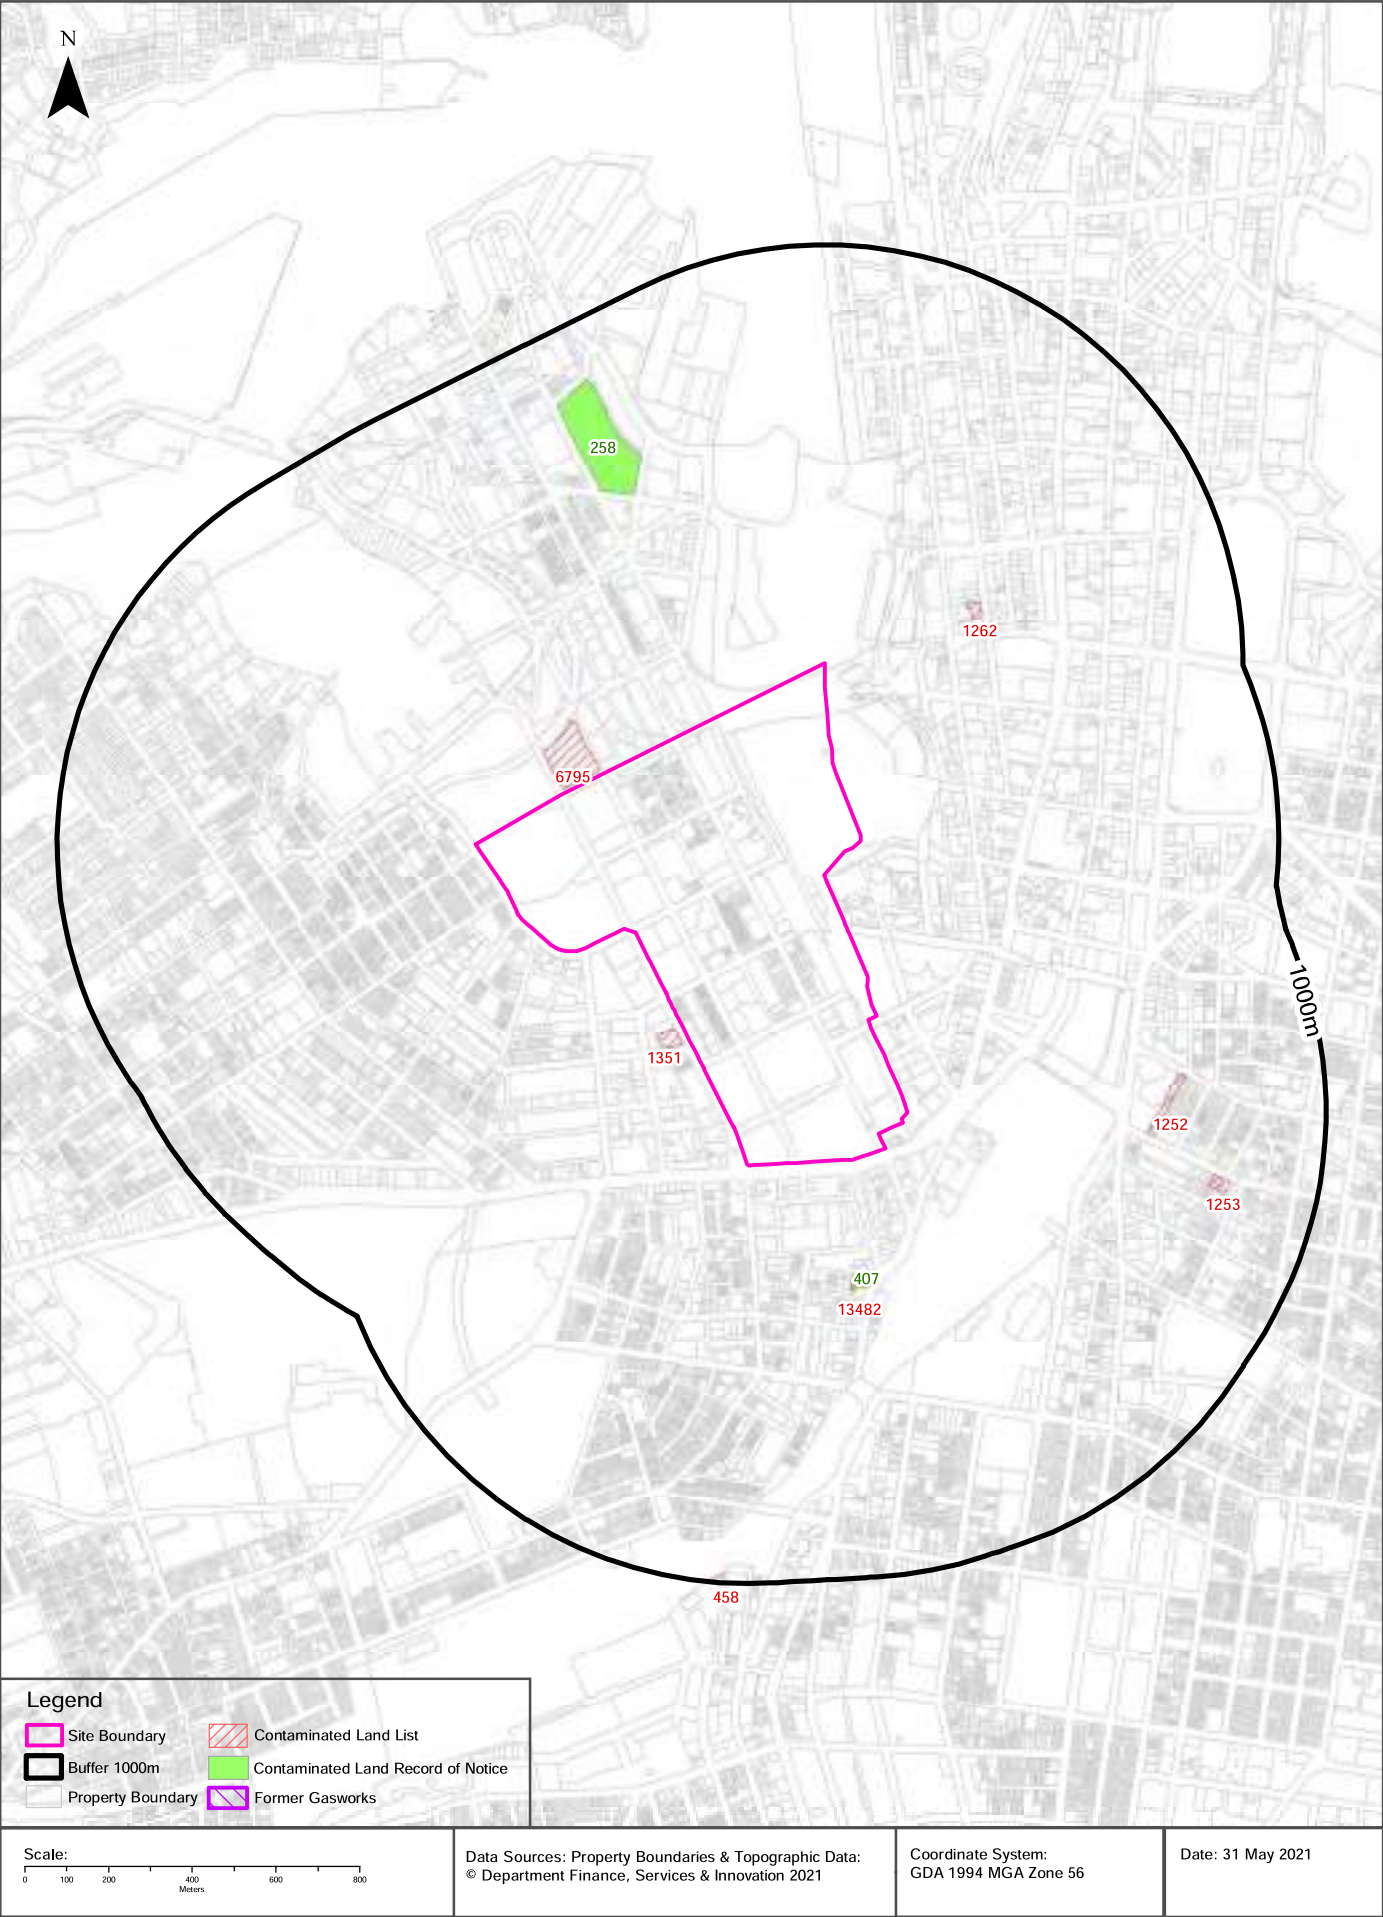 N
258
1262
6795
1000m
1351
1252
1253
407
13482
458
Legend
Site Boundary
Contaminated Land List
Buffer 1000m
Contaminated Land Record of Notice
Property Boundary
Former Gasworks
Scale:
0 100 200 400 600 800
Meters
Data Sources: Property Boundaries & Topographic Data:
© Department Finance, Services & Innovation 2021
Coordinate System:
GDA 1994 MGA Zone 56
Date: 31 May 2021